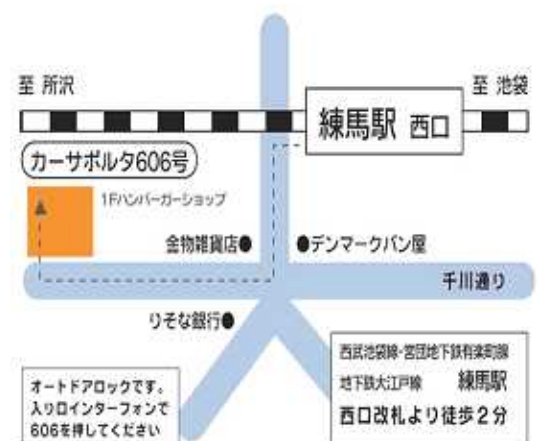 至 所沢
至 池袋
練馬駅 西口
カーサポルタ606号
1Fハンバーガーショップ
金物雑貨店●
●デンマークパン屋
千川通り
りそな銀行●
西武池袋線・営団地下鉄有楽町線
地下鉄大江戸線 練馬駅
西口改札より徒歩2分
オートドアロックです。
入り口インターフォンで
606を押してください